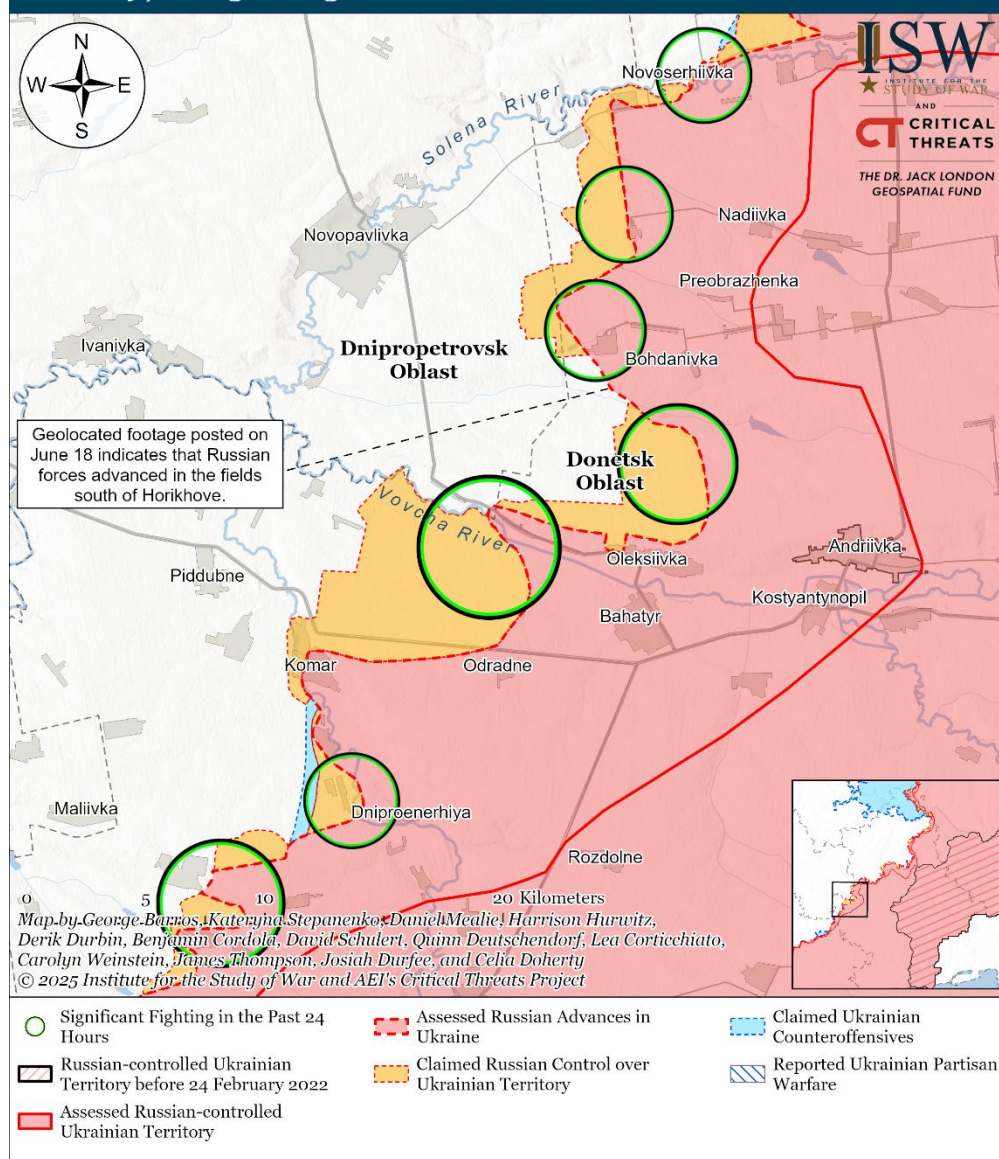 N
W E
S
ISW
INSTITUTE FOR THE
STUDY OF WAR
AND
CT CRITICAL
THREATS
THE DR. JACK LONDON
GEOSPATIAL FUND
Novoserhiivka
Solena River
Novopavlivka
Nadiivka
Preobrazhenka
Ivanivka
Dnipropetrovsk
Oblast
Bohdanivka
Geolocated footage posted on
June 18 indicates that Russian
forces advanced in the fields
south of Horikhove.
Donetsk
Oblast
Vovcha River
Piddubne
Oleksiivka
Andriivka
Kostyantynopil
Bahatyr
Komar
Odradne
Maliivka
Dniproenerhiya
Rozdolne
0 5 10 20 Kilometers
Map by George Barros, Kateryna Stepanenko, Daniel Mealie, Harrison Hurwitz,
Derik Durbin, Benjamin Cordola, David Schulert, Quinn Deutschendorf, Lea Corticchiato,
Carolyn Weinstein, James Thompson, Josiah Durfee, and Celia Doherty
© 2025 Institute for the Study of War and AEI's Critical Threats Project
Significant Fighting in the Past 24
Hours
Russian-controlled Ukrainian
Territory before 24 February 2022
Assessed Russian-controlled
Ukrainian Territory
Assessed Russian Advances in
Ukraine
Claimed Russian Control over
Ukrainian Territory
Claimed Ukrainian
Counteroffensives
Reported Ukrainian Partisan
Warfare